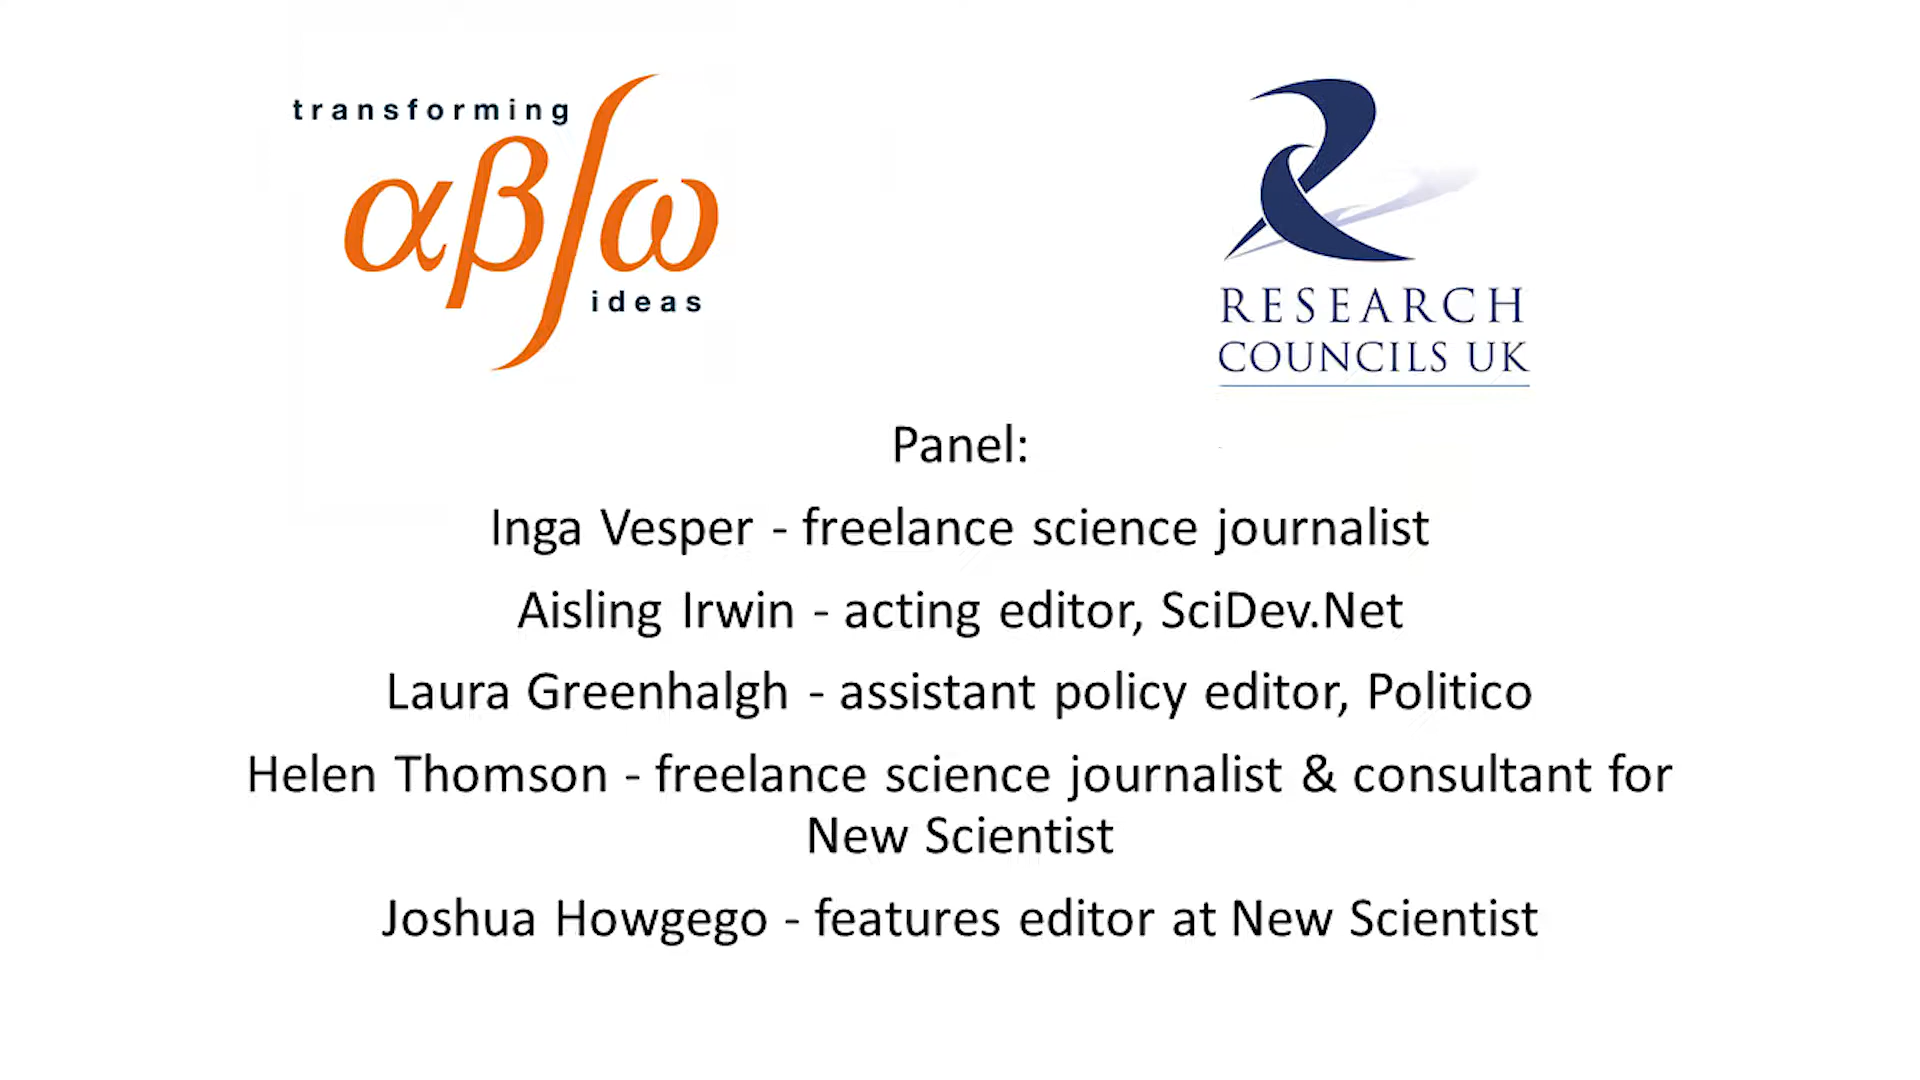 transforming
αβ∫ω
ideas
RESEARCH
COUNCILS UK
Panel:
Inga Vesper - freelance science journalist
Aisling Irwin - acting editor, SciDev.Net
Laura Greenhalgh - assistant policy editor, Politico
Helen Thomson - freelance science journalist & consultant for
New Scientist
Joshua Howgego - features editor at New Scientist